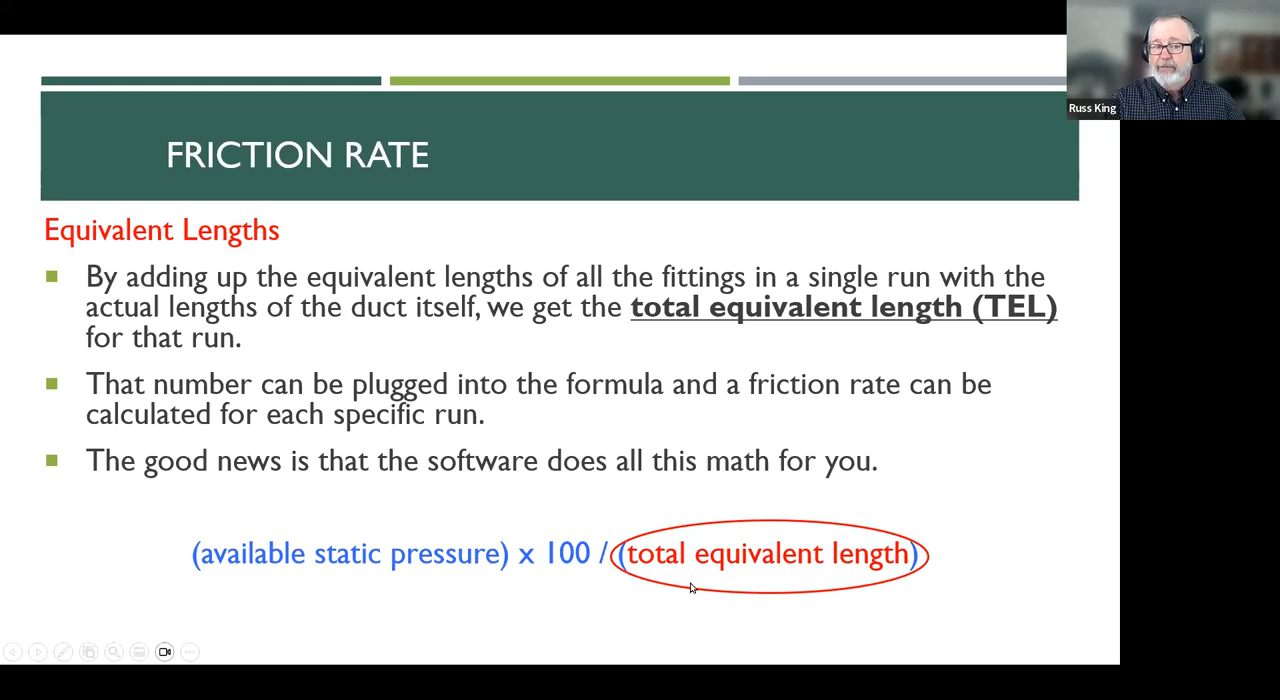 Russ King
FRICTION RATE
Equivalent Lengths
By adding up the equivalent lengths of all the fittings in a single run with the
actual lengths of the duct itself, we get the total equivalent length (TEL)
for that run.
That number can be plugged into the formula and a friction rate can be
calculated for each specific run.
The good news is that the software does all this math for you.
(available static pressure) x 100 / (total equivalent length)